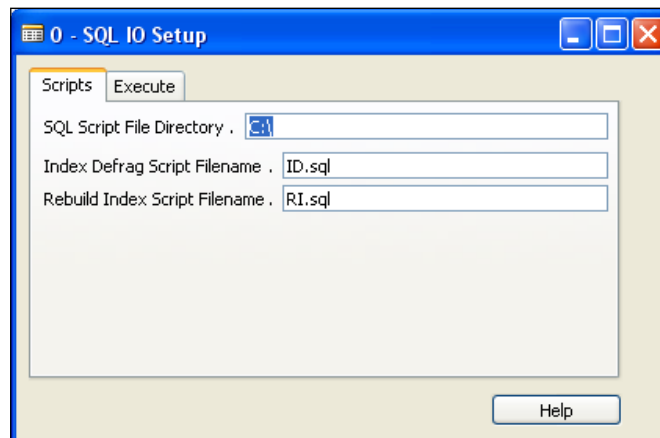 0 - SQL IO Setup
Scripts Execute
SQL Script File Directory . C:\
Index Defrag Script Filename . ID.sql
Rebuild Index Script Filename . RI.sql
Help